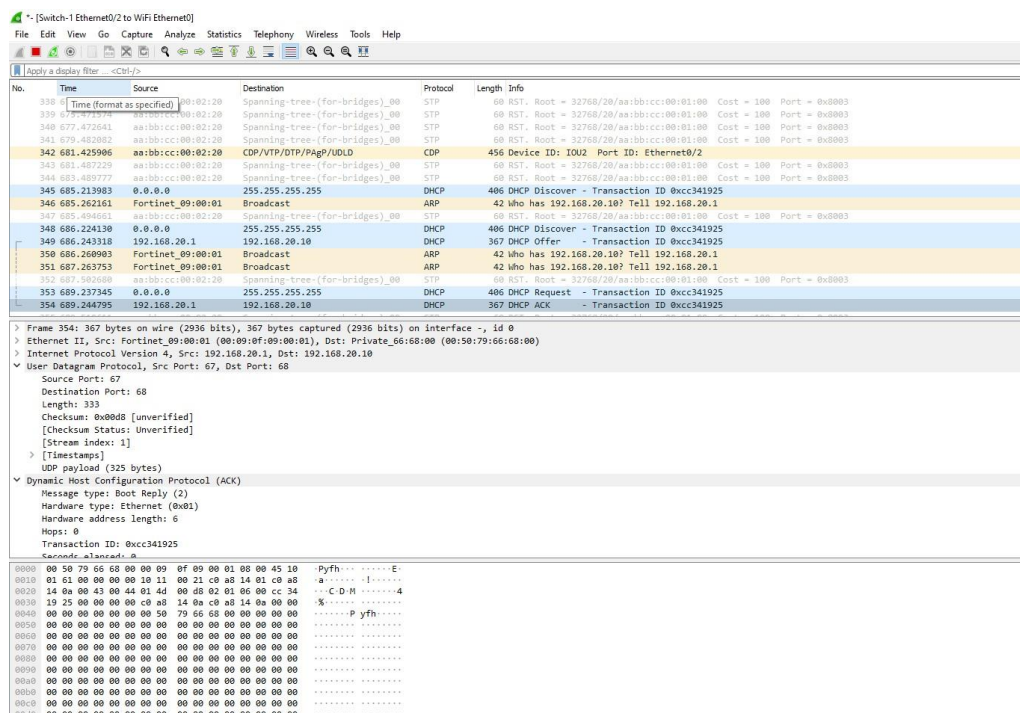 *- [Switch-1 Ethernet0/2 to WiFi Ethernet0]
File Edit View Go Capture Analyze Statistics Telephony Wireless Tools Help
Apply a display filter ... <Ctrl-/>
No. Time Source Destination Protocol Length Info
338 Time (format as specified) 00:02:20 Spanning-tree-(for-bridges)_00 STP 60 RST. Root = 32768/20/aa:bb:cc:00:01:00 Cost = 100 Port = 0x8003
339 675.471574 aa:bb:cc:00:02:20 Spanning-tree-(for-bridges)_00 STP 60 RST. Root = 32768/20/aa:bb:cc:00:01:00 Cost = 100 Port = 0x8003
340 677.472641 aa:bb:cc:00:02:20 Spanning-tree-(for-bridges)_00 STP 60 RST. Root = 32768/20/aa:bb:cc:00:01:00 Cost = 100 Port = 0x8003
341 679.482082 aa:bb:cc:00:02:20 Spanning-tree-(for-bridges)_00 STP 60 RST. Root = 32768/20/aa:bb:cc:00:01:00 Cost = 100 Port = 0x8003
342 681.425906 aa:bb:cc:00:02:20 CDP/VTP/DTP/PAgP/UDLD CDP 456 Device ID: IOU2 Port ID: Ethernet0/2
343 681.487229 aa:bb:cc:00:02:20 Spanning-tree-(for-bridges)_00 STP 60 RST. Root = 32768/20/aa:bb:cc:00:01:00 Cost = 100 Port = 0x8003
344 683.489777 aa:bb:cc:00:02:20 Spanning-tree-(for-bridges)_00 STP 60 RST. Root = 32768/20/aa:bb:cc:00:01:00 Cost = 100 Port = 0x8003
345 685.213983 0.0.0.0 255.255.255.255 DHCP 406 DHCP Discover - Transaction ID 0xcc341925
346 685.262161 Fortinet_09:00:01 Broadcast ARP 42 Who has 192.168.20.10? Tell 192.168.20.1
347 685.494661 aa:bb:cc:00:02:20 Spanning-tree-(for-bridges)_00 STP 60 RST. Root = 32768/20/aa:bb:cc:00:01:00 Cost = 100 Port = 0x8003
348 686.224130 0.0.0.0 255.255.255.255 DHCP 406 DHCP Discover - Transaction ID 0xcc341925
349 686.243318 192.168.20.1 192.168.20.10 DHCP 367 DHCP Offer - Transaction ID 0xcc341925
350 686.260903 Fortinet_09:00:01 Broadcast ARP 42 Who has 192.168.20.10? Tell 192.168.20.1
351 687.263753 Fortinet_09:00:01 Broadcast ARP 42 Who has 192.168.20.10? Tell 192.168.20.1
352 687.502680 aa:bb:cc:00:02:20 Spanning-tree-(for-bridges)_00 STP 60 RST. Root = 32768/20/aa:bb:cc:00:01:00 Cost = 100 Port = 0x8003
353 689.237345 0.0.0.0 255.255.255.255 DHCP 406 DHCP Request - Transaction ID 0xcc341925
354 689.244795 192.168.20.1 192.168.20.10 DHCP 367 DHCP ACK - Transaction ID 0xcc341925
> Frame 354: 367 bytes on wire (2936 bits), 367 bytes captured (2936 bits) on interface -, id 0
> Ethernet II, Src: Fortinet_09:00:01 (00:09:0f:09:00:01), Dst: Private_66:68:00 (00:50:79:66:68:00)
> Internet Protocol Version 4, Src: 192.168.20.1, Dst: 192.168.20.10
User Datagram Protocol, Src Port: 67, Dst Port: 68
Source Port: 67
Destination Port: 68
Length: 333
Checksum: 0x00d8 [unverified]
[Checksum Status: Unverified]
[Stream index: 1]
> [Timestamps]
UDP payload (325 bytes)
Dynamic Host Configuration Protocol (ACK)
Message type: Boot Reply (2)
Hardware type: Ethernet (0x01)
Hardware address length: 6
Hops: 0
Transaction ID: 0xcc341925
Seconds elapsed: 0
0000 00 50 79 66 68 00 00 09 0f 09 00 01 08 00 45 10 ·Pyfh··· ······E·
0010 01 61 00 00 00 00 10 11 00 21 c0 a8 14 01 c0 a8 ·a······ ·!······
0020 14 0a 00 43 00 44 01 4d 00 d8 02 01 06 00 cc 34 ···C·D·M ·······4
0030 19 25 00 00 00 00 c0 a8 14 0a c0 a8 14 0a 00 00 ·%······ ········
0040 00 00 00 00 00 00 00 50 79 66 68 00 00 00 00 00 ·······P yfh·····
0050 00 00 00 00 00 00 00 00 00 00 00 00 00 00 00 00 ········ ········
0060 00 00 00 00 00 00 00 00 00 00 00 00 00 00 00 00 ········ ········
0070 00 00 00 00 00 00 00 00 00 00 00 00 00 00 00 00 ········ ········
0080 00 00 00 00 00 00 00 00 00 00 00 00 00 00 00 00 ········ ········
0090 00 00 00 00 00 00 00 00 00 00 00 00 00 00 00 00 ········ ········
00a0 00 00 00 00 00 00 00 00 00 00 00 00 00 00 00 00 ········ ········
00b0 00 00 00 00 00 00 00 00 00 00 00 00 00 00 00 00 ········ ········
00c0 00 00 00 00 00 00 00 00 00 00 00 00 00 00 00 00 ········ ········